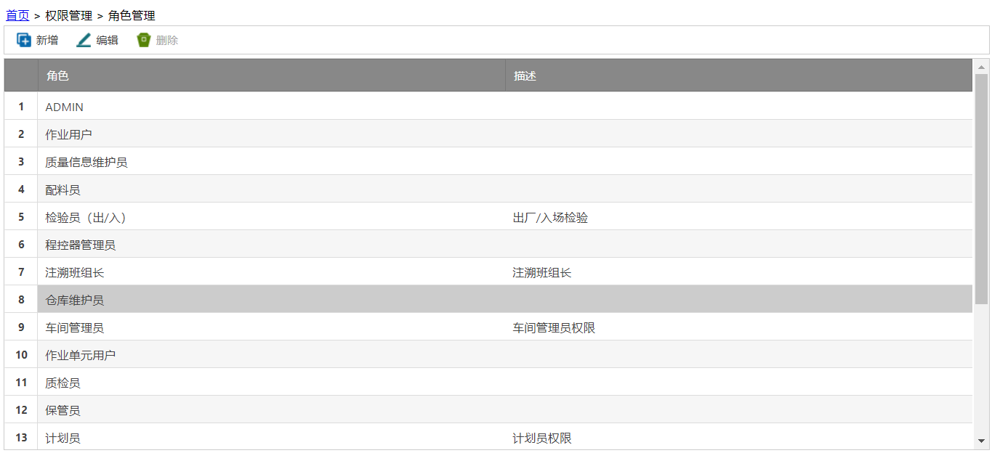 首页 > 权限管理 > 角色管理
新增 编辑 删除
角色 描述
1 ADMIN
2 作业用户
3 质量信息维护员
4 配料员
5 检验员（出/入） 出厂/入场检验
6 程控器管理员
7 注溯班组长 注溯班组长
8 仓库维护员
9 车间管理员 车间管理员权限
10 作业单元用户
11 质检员
12 保管员
13 计划员 计划员权限